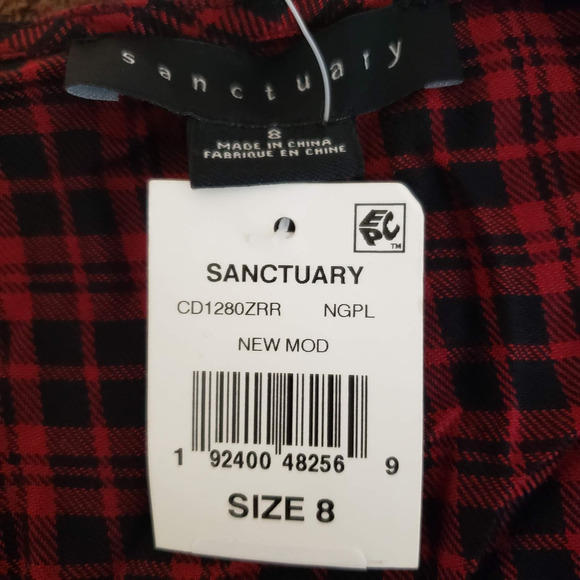 sanctuary
8
MADE IN CHINA
FABRIQUE EN CHINE
EPC
TM
SANCTUARY
CD1280ZRR NGPL
NEW MOD
1 92400 48256 9
SIZE 8